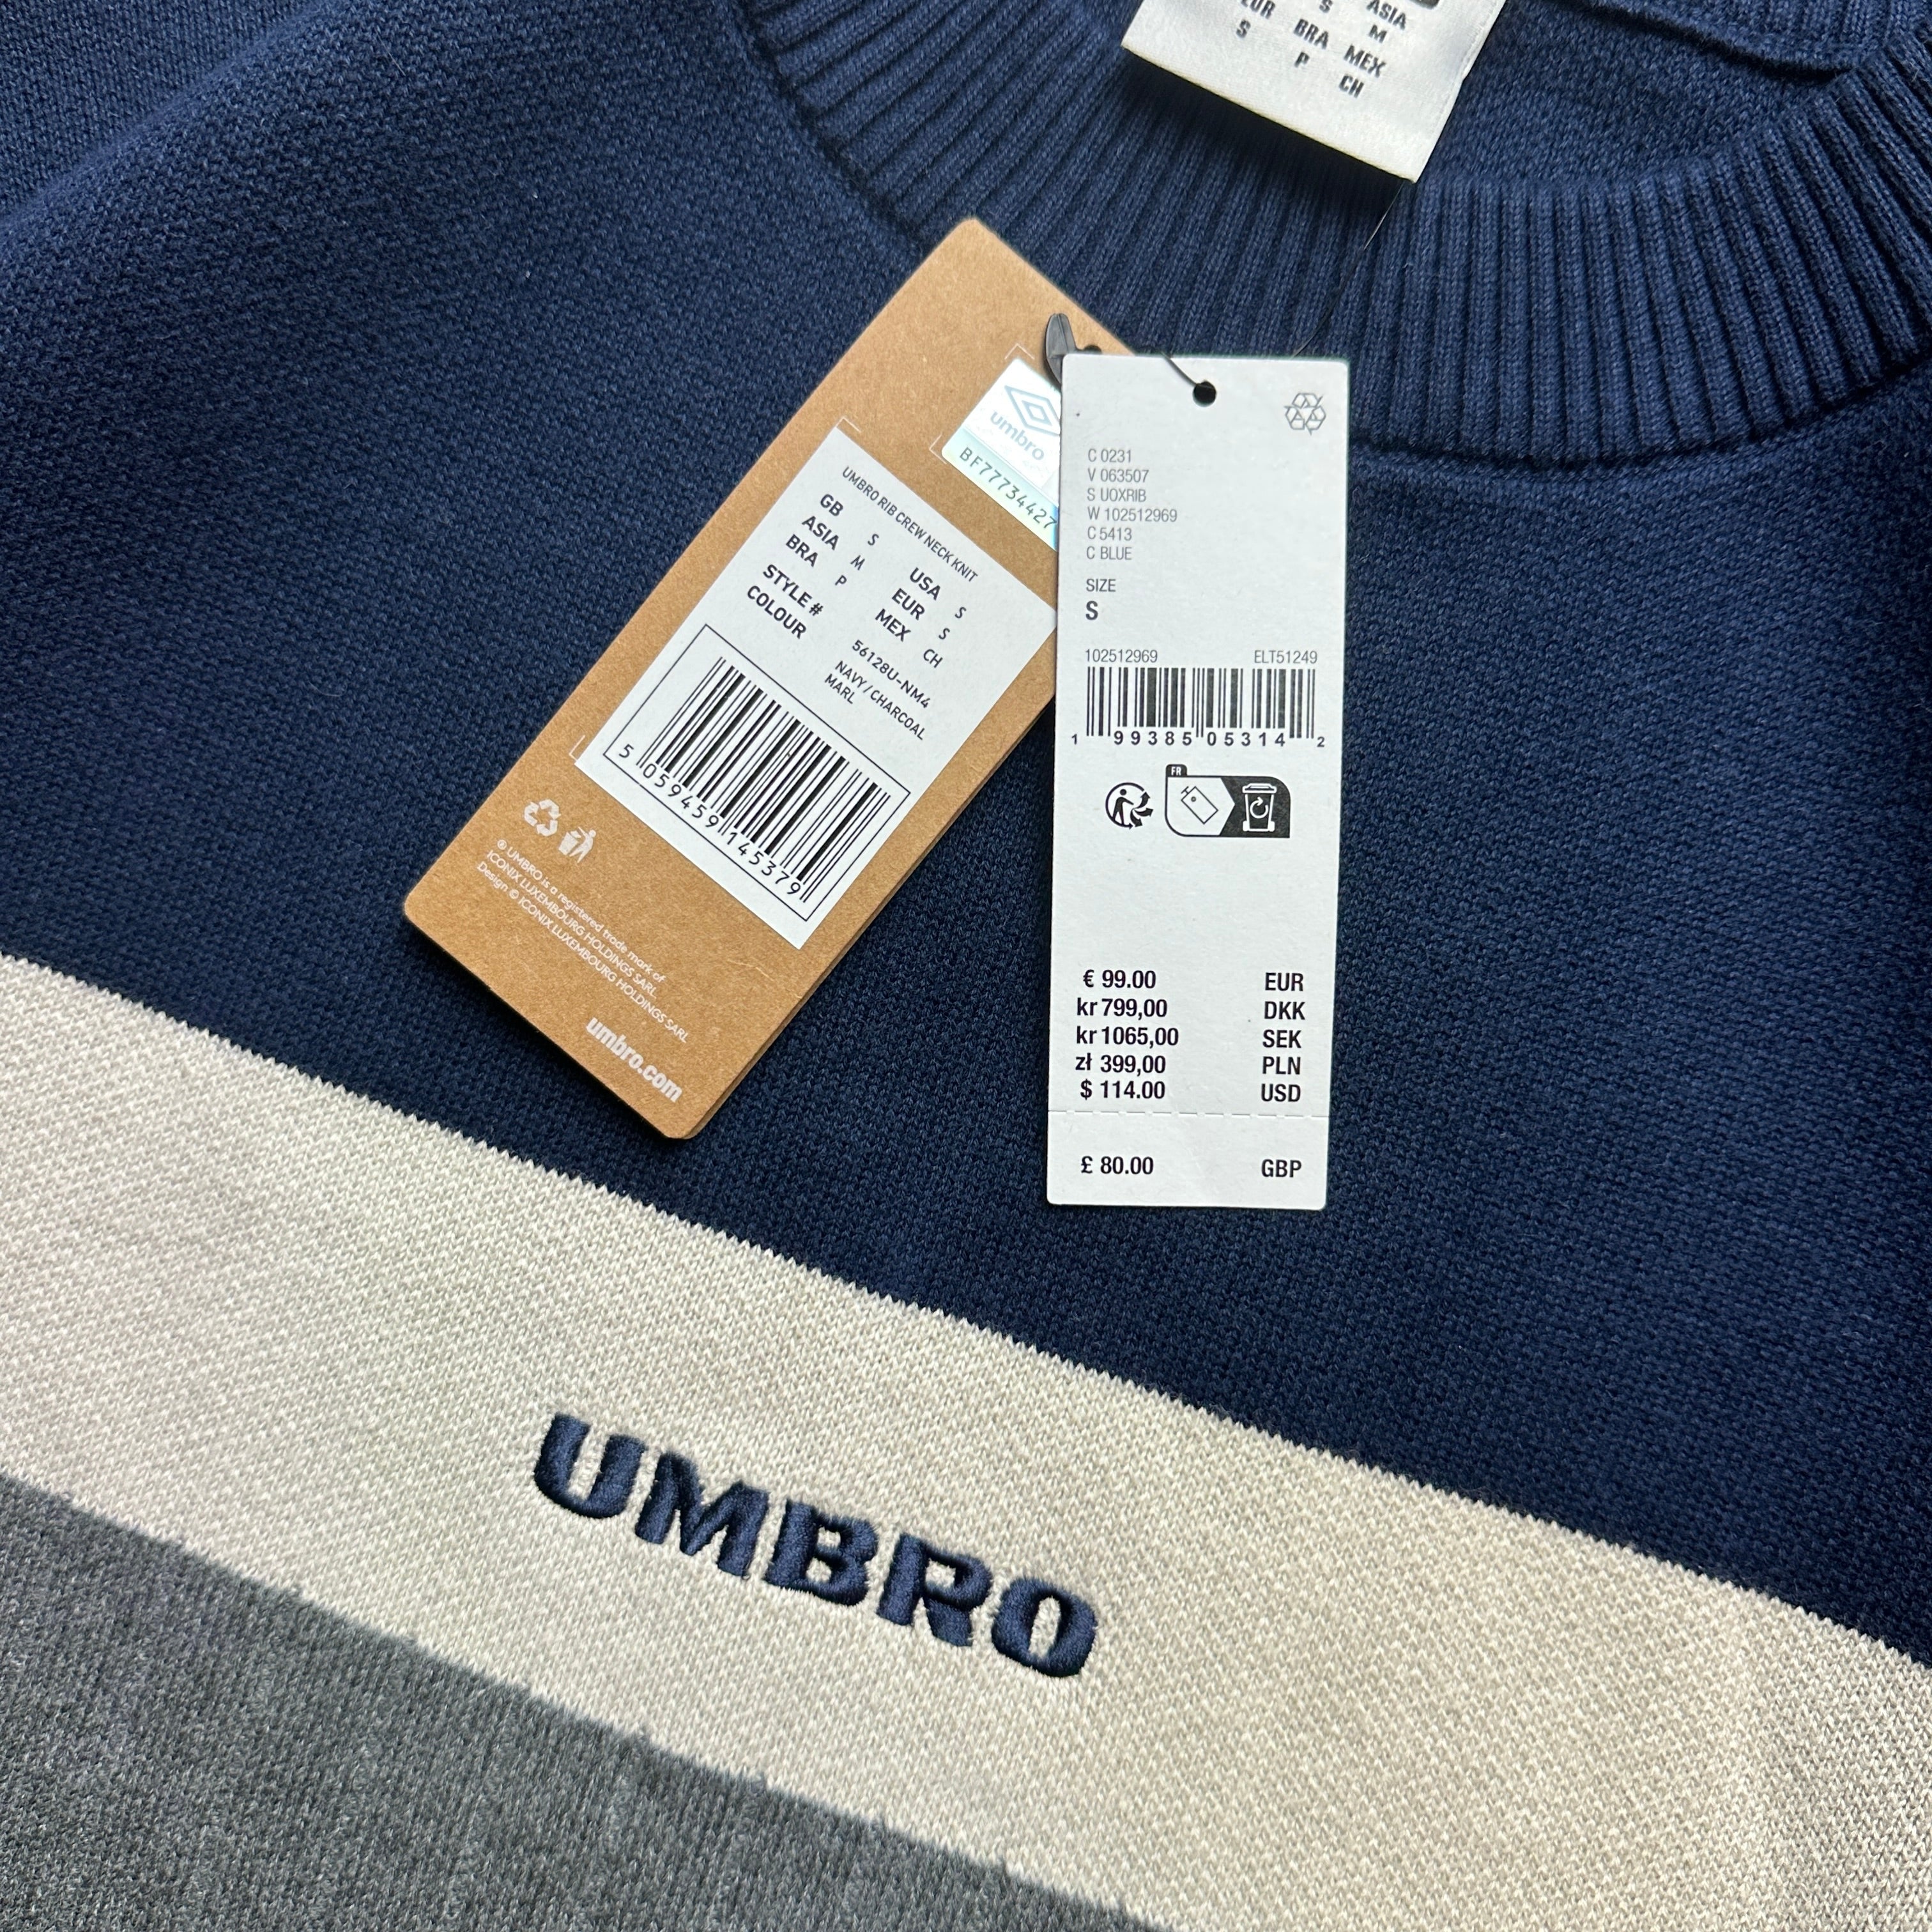 S
ASIA
EUR
M
S
BRA
MEX
P
CH
umbro
BF77734427
UMBRO RIB CREW NECK KNIT
GB S USA S
ASIA M EUR S
BRA P MEX CH
STYLE # 56128U-NM4
COLOUR NAVY/CHARCOAL
MARL
5 059459 145379
® UMBRO is a registered trade mark of
ICONIX LUXEMBOURG HOLDINGS SARL
Design © ICONIX LUXEMBOURG HOLDINGS SARL
umbro.com
C 0231
V 063507
S UOXRIB
W 102512969
C 5413
C BLUE
SIZE
S
102512969 ELT51249
1 99385 05314 2
FR
€ 99.00 EUR
kr 799,00 DKK
kr 1065,00 SEK
zł 399,00 PLN
$ 114.00 USD
£ 80.00 GBP
UMBRO